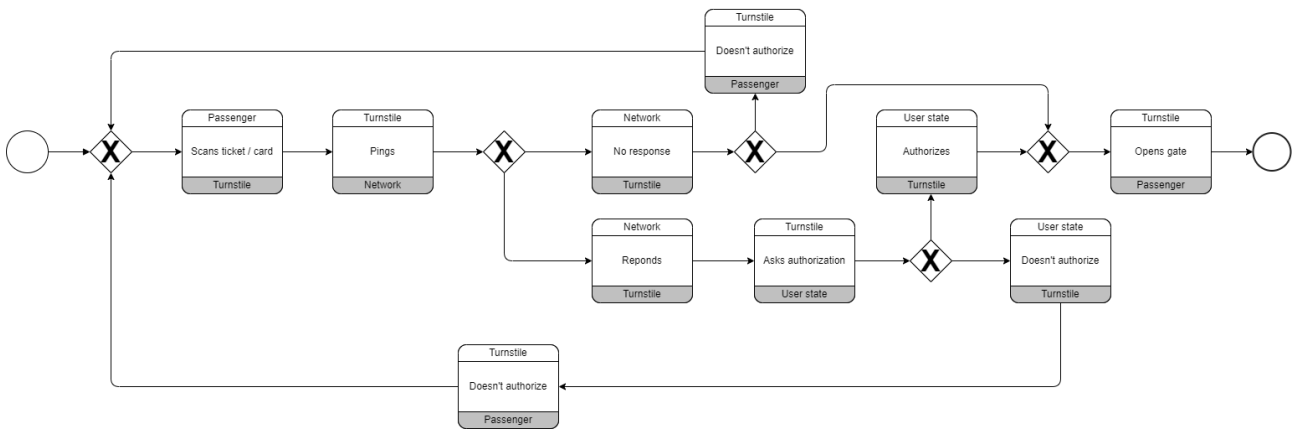 Turnstile
Doesn't authorize
Passenger
Passenger
Scans ticket / card
Turnstile
Turnstile
Pings
Network
Network
No response
Turnstile
User state
Authorizes
Turnstile
Turnstile
Opens gate
Passenger
Network
Reponds
Turnstile
Turnstile
Asks authorization
User state
User state
Doesn't authorize
Turnstile
Turnstile
Doesn't authorize
Passenger